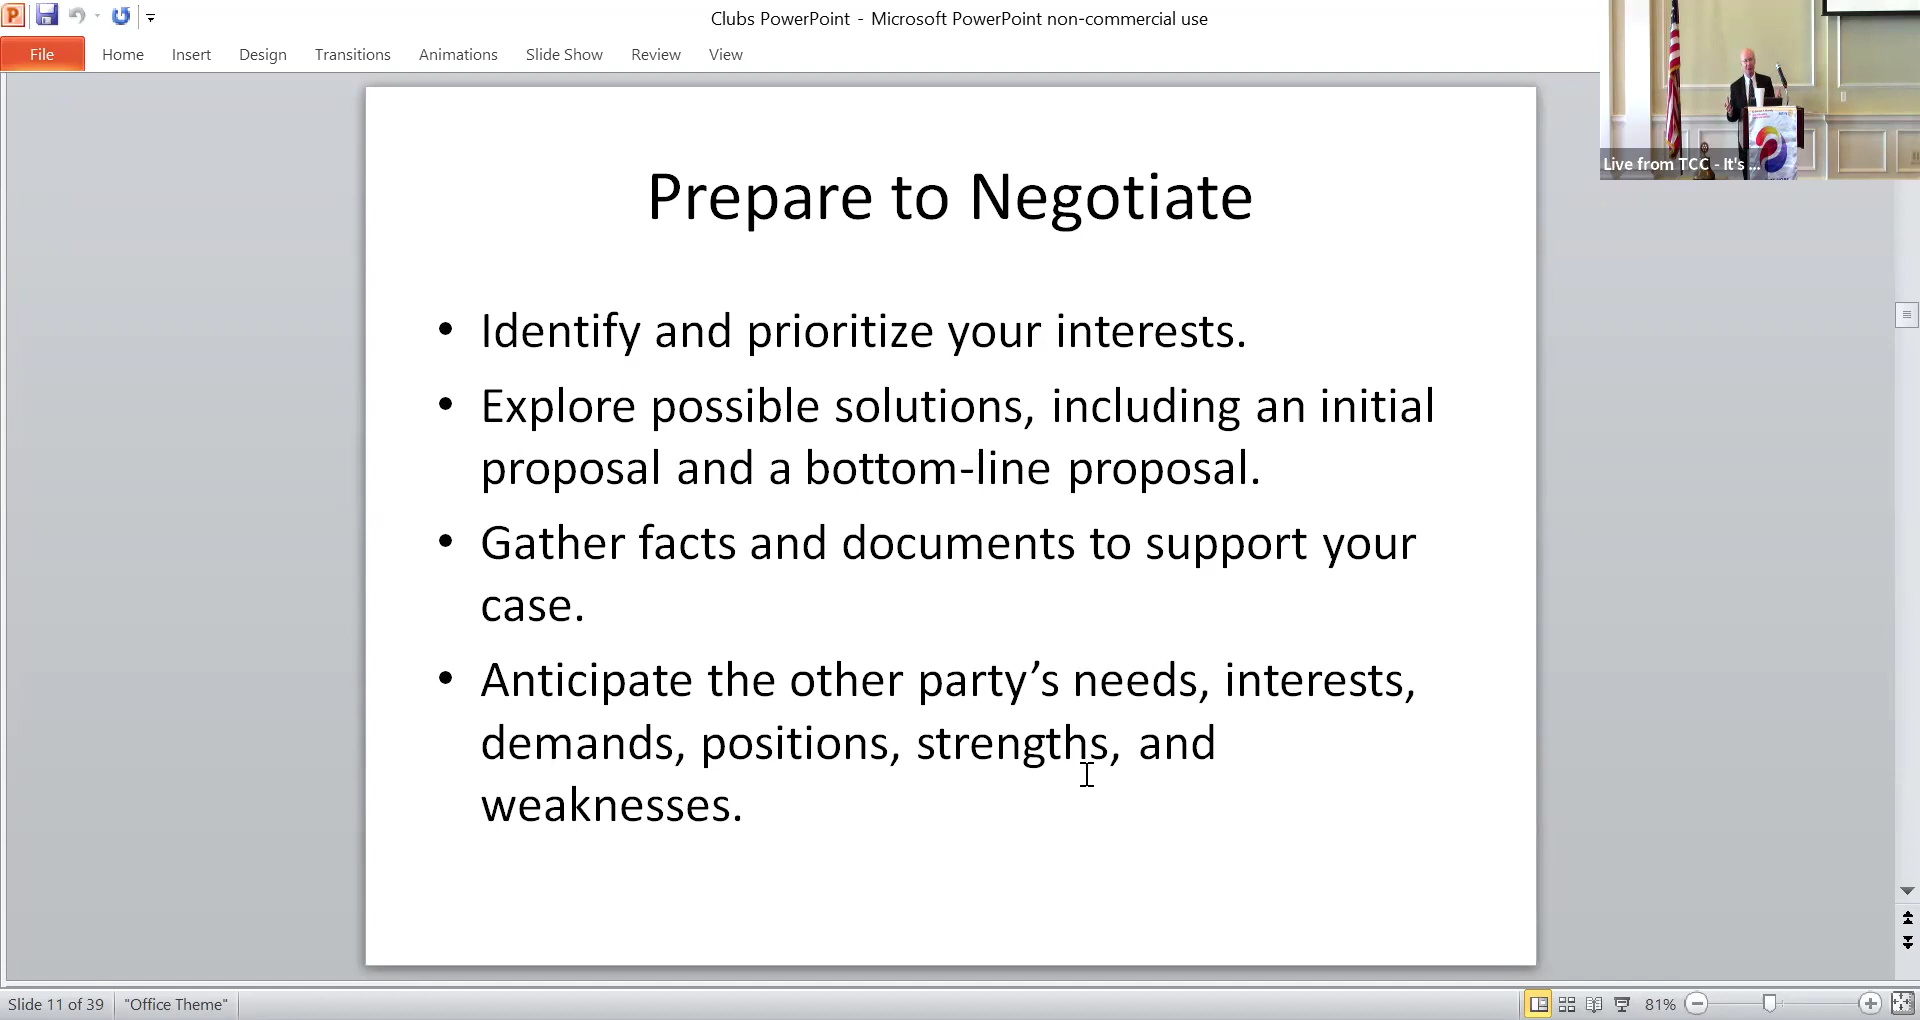 Clubs PowerPoint - Microsoft PowerPoint non-commercial use
File Home Insert Design Transitions Animations Slide Show Review View
Live from TCC - It's ...
Prepare to Negotiate
• Identify and prioritize your interests.
• Explore possible solutions, including an initial
proposal and a bottom-line proposal.
• Gather facts and documents to support your
case.
• Anticipate the other party’s needs, interests,
demands, positions, strengths, and
weaknesses.
Slide 11 of 39 "Office Theme" 81%